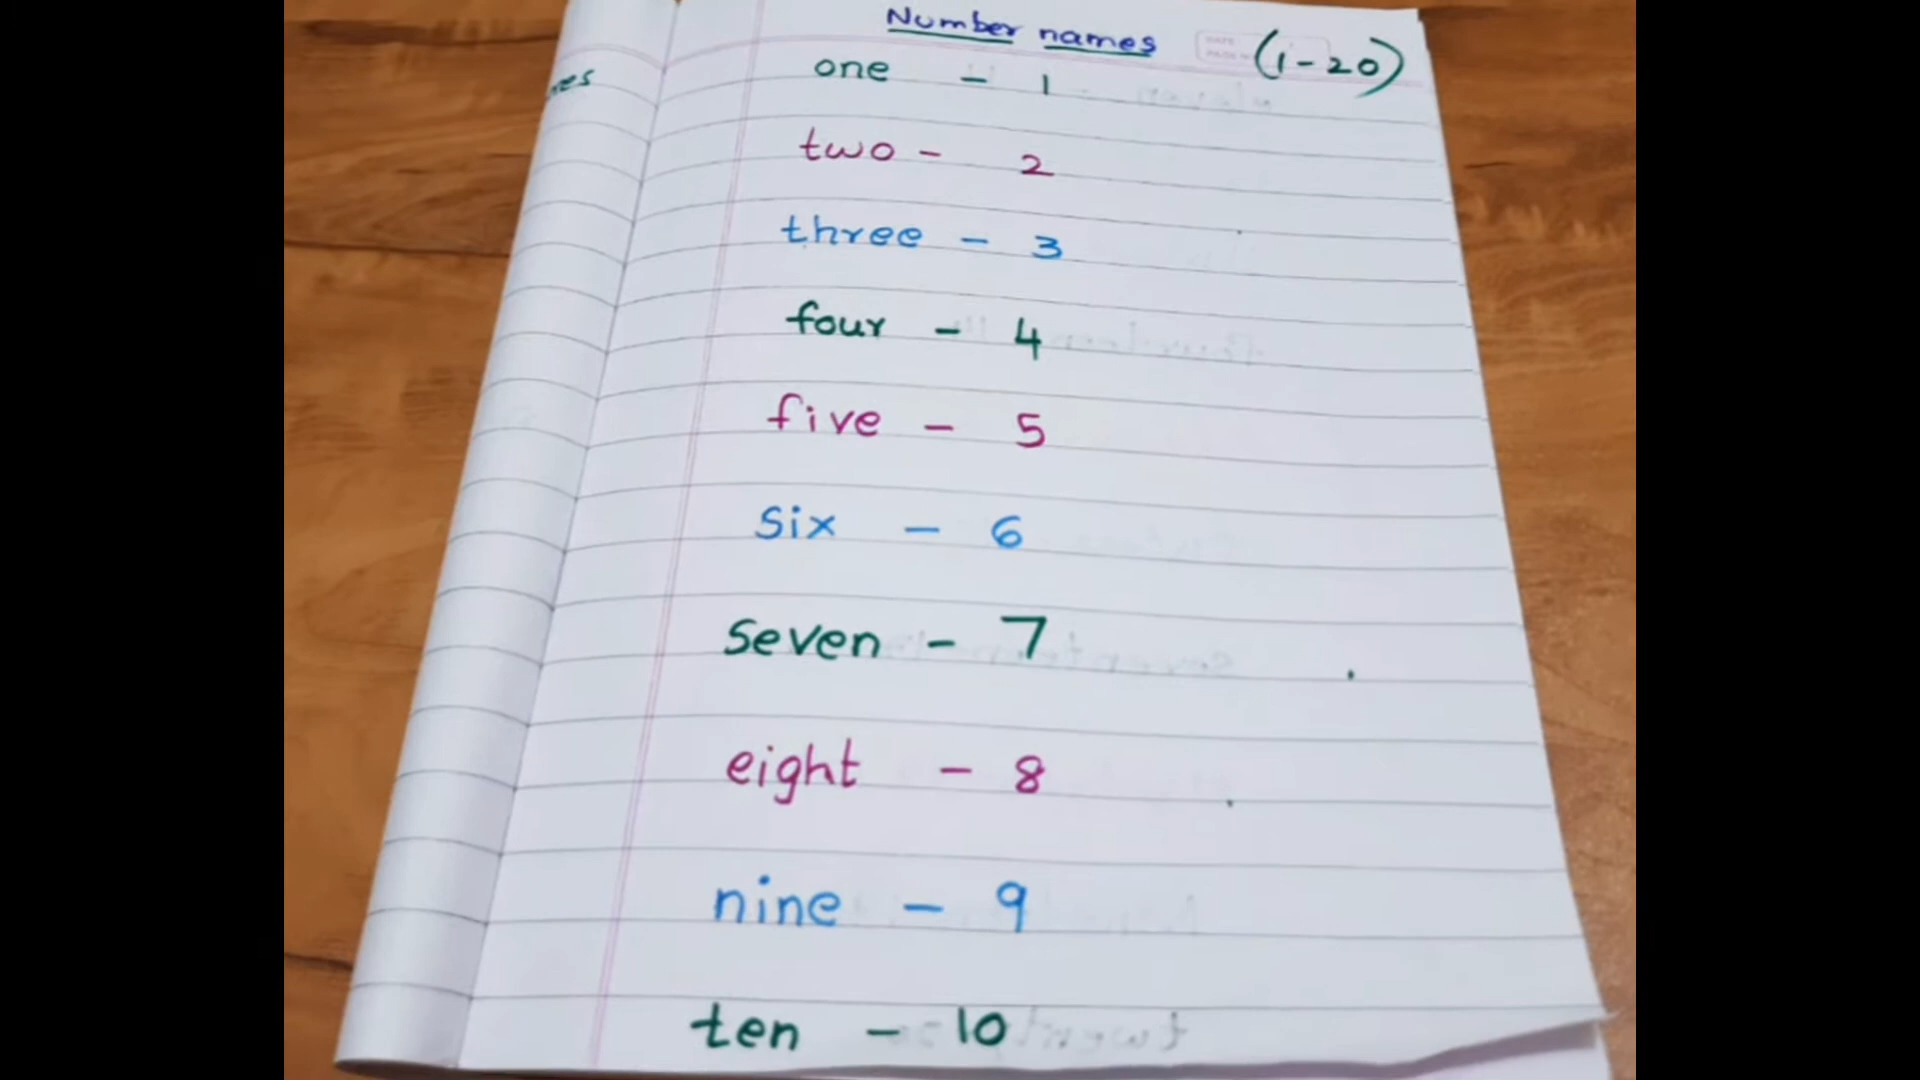 Number names (1-20)
one - 1
two - 2
three - 3
four - 4
five - 5
six - 6
seven - 7
eight - 8
nine - 9
ten - 10